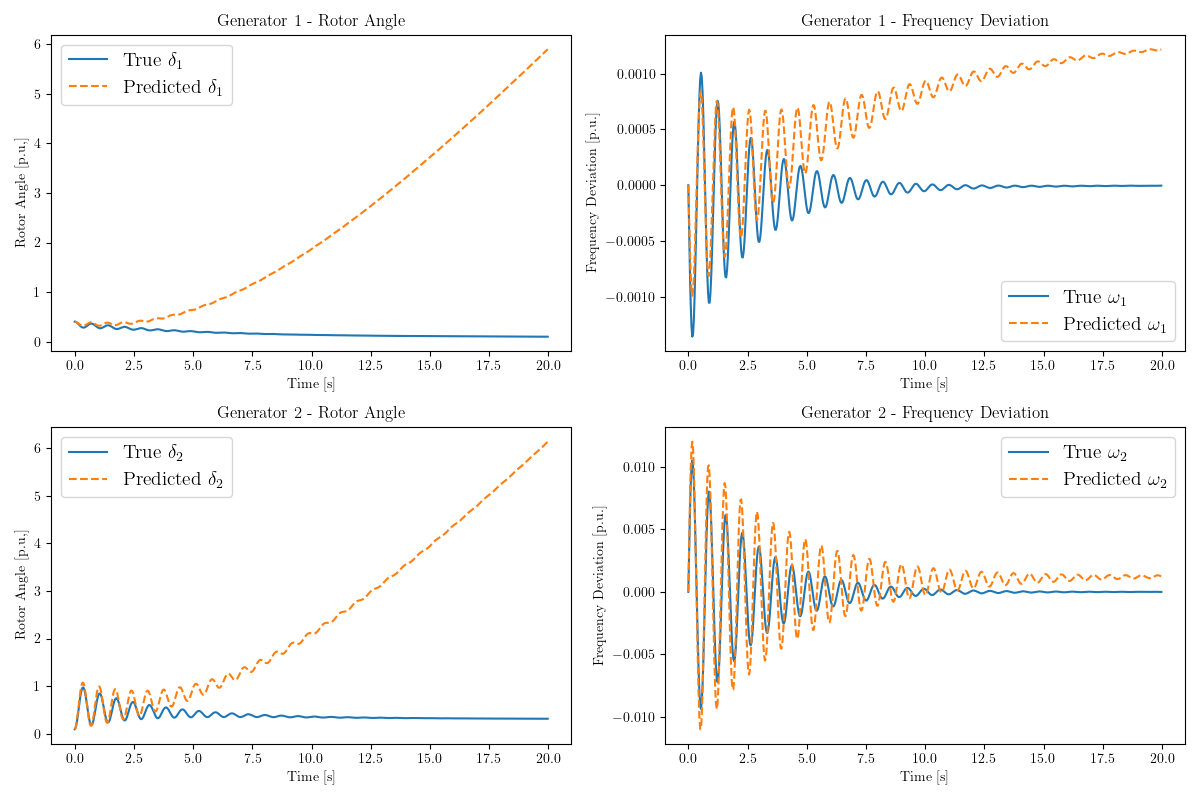 Generator 1 - Rotor Angle
6
5
4
3
2
1
0
Rotor Angle [p.u.]
True δ₁
Predicted δ₁
0.0 2.5 5.0 7.5 10.0 12.5 15.0 17.5 20.0
Time [s]
Generator 1 - Frequency Deviation
0.0010
0.0005
0.0000
−0.0005
−0.0010
Frequency Deviation [p.u.]
True ω₁
Predicted ω₁
0.0 2.5 5.0 7.5 10.0 12.5 15.0 17.5 20.0
Time [s]
Generator 2 - Rotor Angle
6
5
4
3
2
1
0
Rotor Angle [p.u.]
True δ₂
Predicted δ₂
0.0 2.5 5.0 7.5 10.0 12.5 15.0 17.5 20.0
Time [s]
Generator 2 - Frequency Deviation
0.010
0.005
0.000
−0.005
−0.010
Frequency Deviation [p.u.]
True ω₂
Predicted ω₂
0.0 2.5 5.0 7.5 10.0 12.5 15.0 17.5 20.0
Time [s]